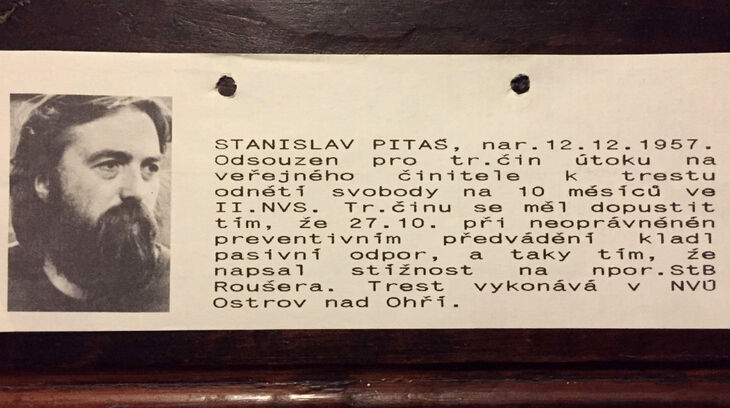 STANISLAV PITAŠ, nar.12.12.1957.
Odsouzen pro tr.čin útoku na
veřejného činitele k trestu
odnětí svobody na 10 měsíců ve
II.NVS. Tr.činu se měl dopustit
tím, že 27.10. při neoprávněnén
preventivním předvádění kladl
pasivní odpor, a taky tím, že
napsal stížnost na npor.StB
Roušera. Trest vykonává v NVÚ
Ostrov nad Ohří.